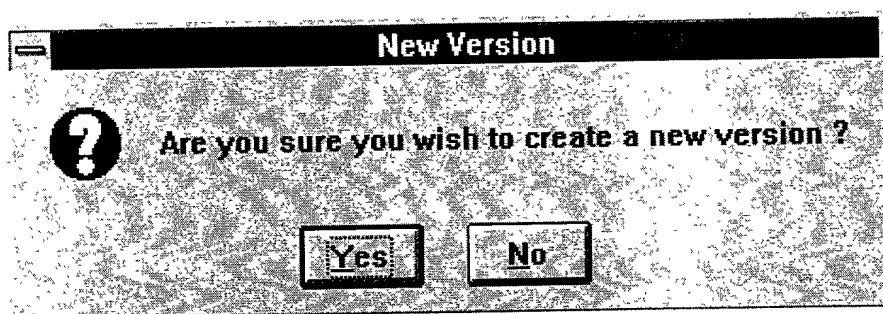 New Version
Are you sure you wish to create a new version ?
Yes
No